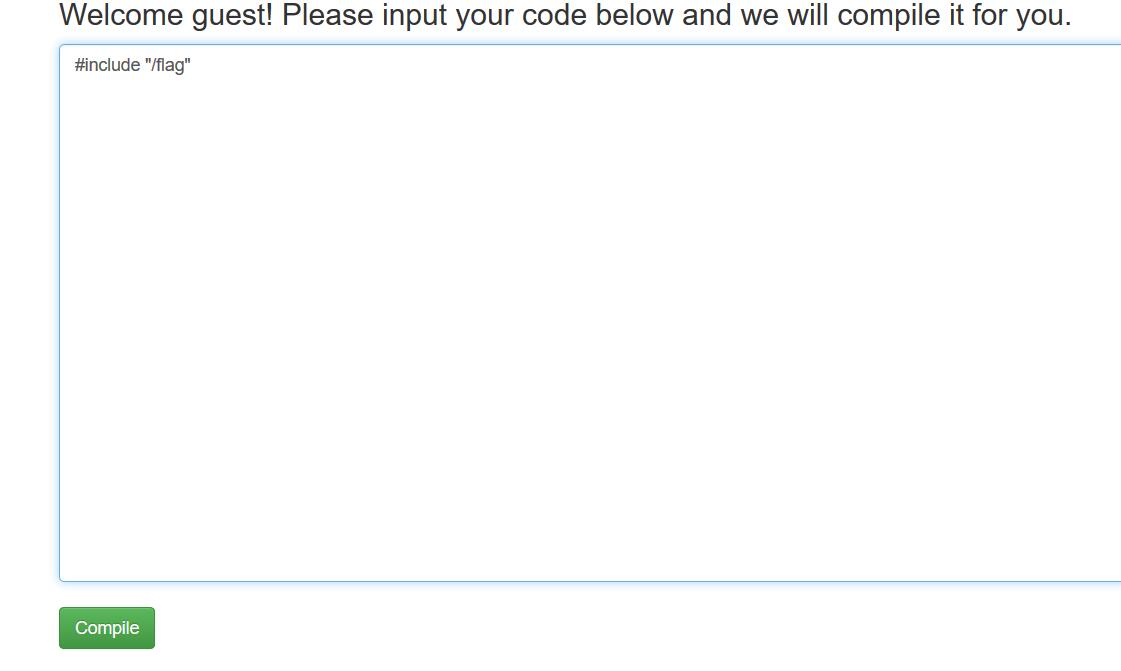 Welcome guest! Please input your code below and we will compile it for you.
#include "/flag"
Compile